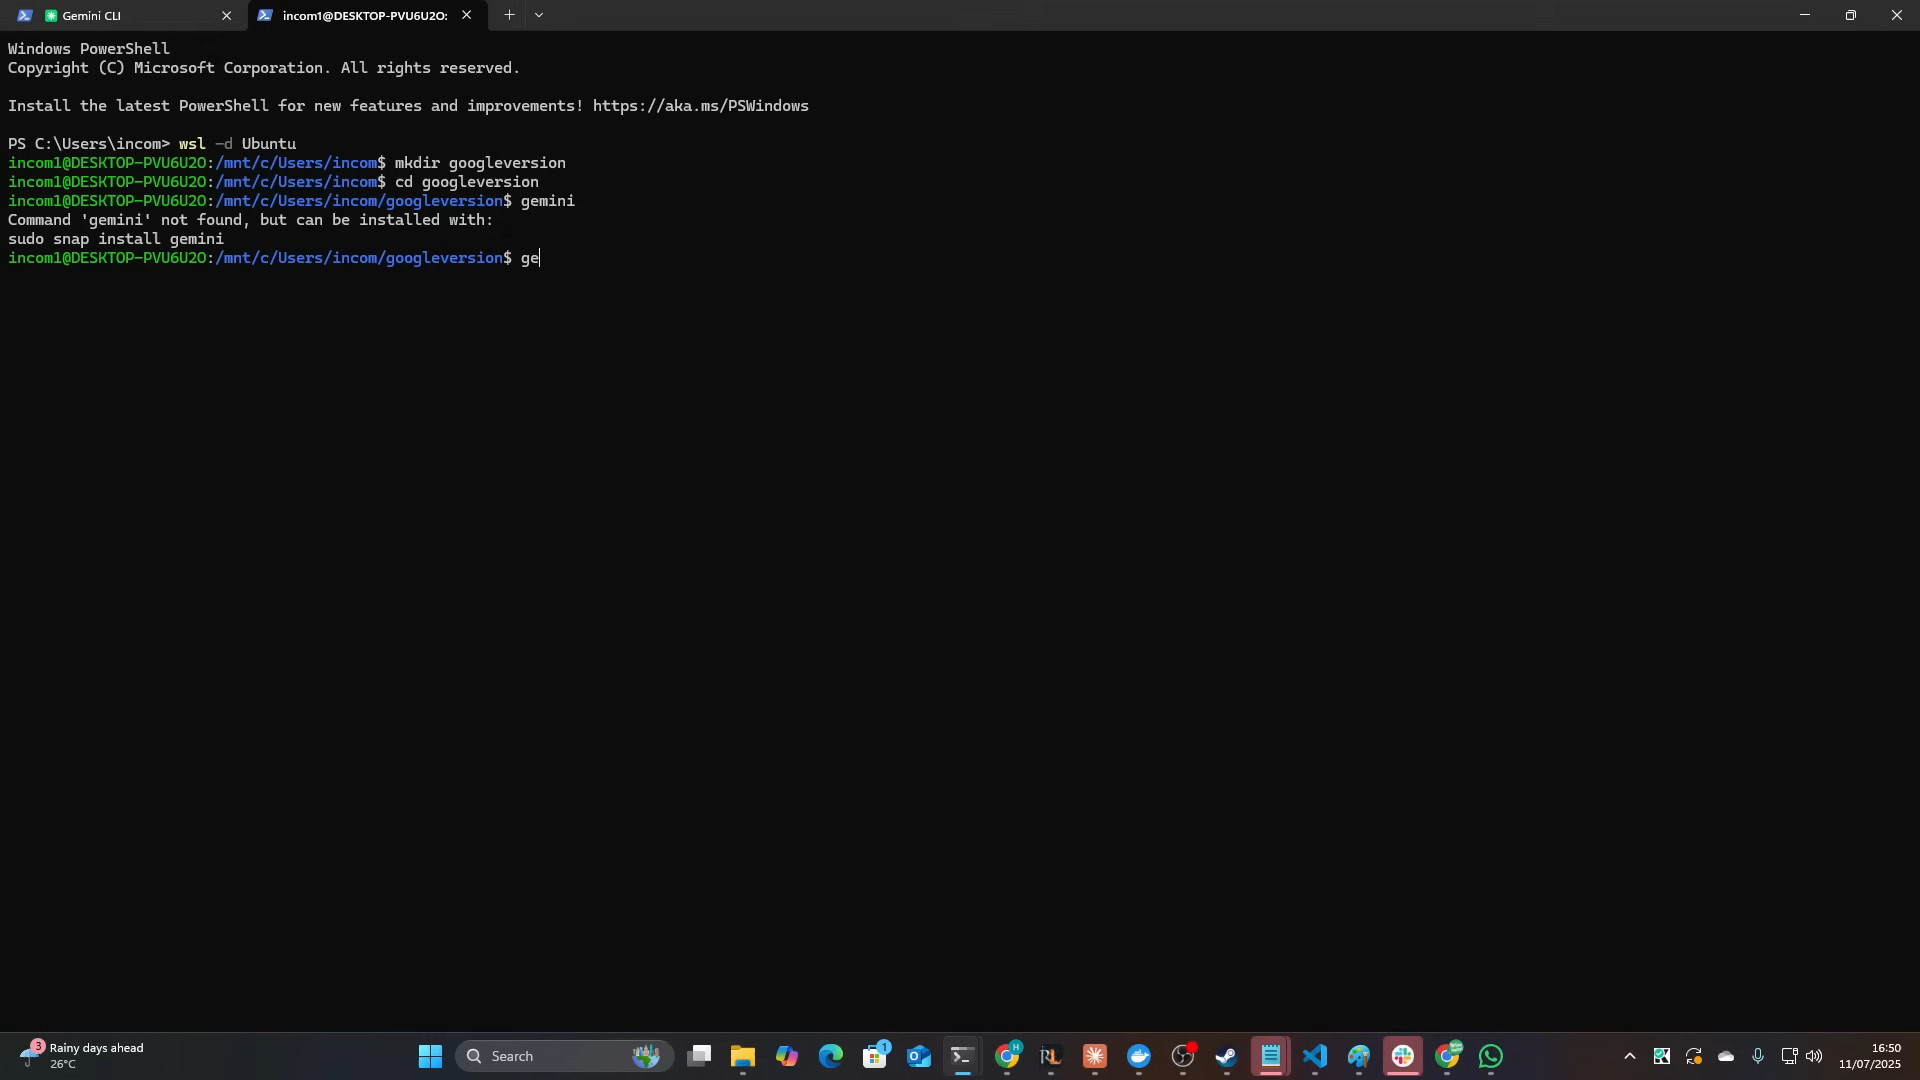 Gemini CLI
incom1@DESKTOP-PVU6U2O:
Windows PowerShell
Copyright (C) Microsoft Corporation. All rights reserved.
Install the latest PowerShell for new features and improvements! https://aka.ms/PSWindows
PS C:\Users\incom> wsl -d Ubuntu
incom1@DESKTOP-PVU6U2O:/mnt/c/Users/incom$ mkdir googleversion
incom1@DESKTOP-PVU6U2O:/mnt/c/Users/incom$ cd googleversion
incom1@DESKTOP-PVU6U2O:/mnt/c/Users/incom/googleversion$ gemini
Command 'gemini' not found, but can be installed with:
sudo snap install gemini
incom1@DESKTOP-PVU6U2O:/mnt/c/Users/incom/googleversion$ ge
3
Rainy days ahead
26°C
Search
1
H
RL
16:50
11/07/2025